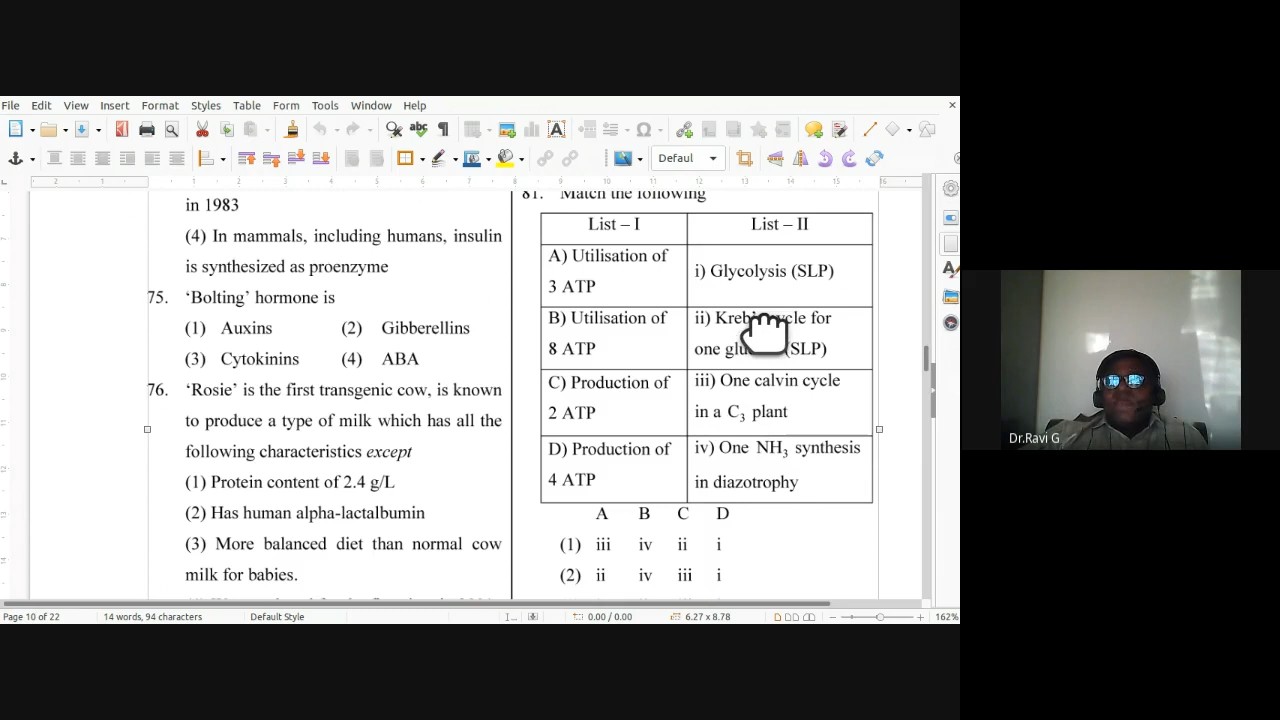 File Edit View Insert Format Styles Table Form Tools Window Help
Defaul
in 1983
(4) In mammals, including humans, insulin
is synthesized as proenzyme
75. ‘Bolting’ hormone is
(1) Auxins (2) Gibberellins
(3) Cytokinins (4) ABA
76. ‘Rosie’ is the first transgenic cow, is known
to produce a type of milk which has all the
following characteristics except
(1) Protein content of 2.4 g/L
(2) Has human alpha-lactalbumin
(3) More balanced diet than normal cow
milk for babies.
81. Match the following
List – I List – II
A) Utilisation of
3 ATP
i) Glycolysis (SLP)
B) Utilisation of
8 ATP
ii) cycle for
one (SLP)
C) Production of
2 ATP
iii) One calvin cycle
in a C3 plant
D) Production of
4 ATP
iv) One NH3 synthesis
in diazotrophy
A B C D
(1) iii iv ii i
(2) ii iv iii i
Page 10 of 22 14 words, 94 characters Default Style 0.00 / 0.00 6.27 x 8.78 162%
Dr.Ravi G